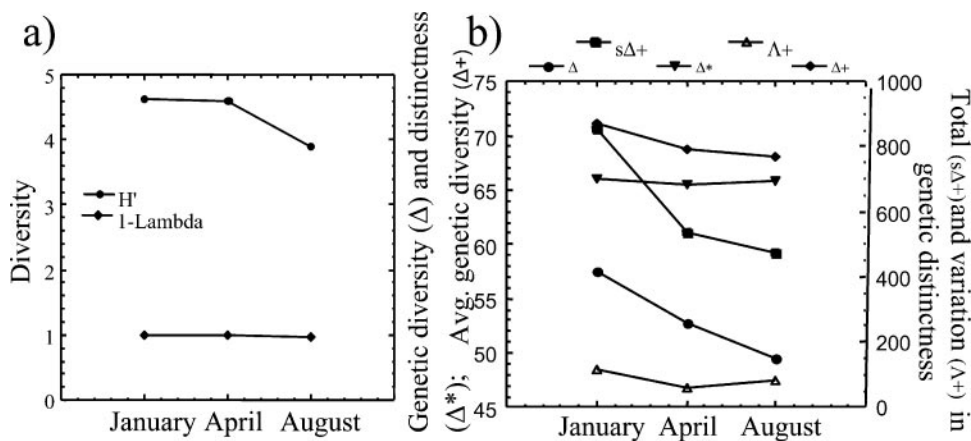 a)
5
4
3
2
1
0
Diversity
H'
1-Lambda
January April August
b)
sΔ+ Λ+
Δ Δ* Δ+
Genetic diversity (Δ) and distinctness
(Δ*); Avg. genetic diversity (Δ+)
75
70
65
60
55
50
45
1000
800
600
400
200
0
Total (sΔ+)and variation (Λ+) in
genetic distinctness
January April August